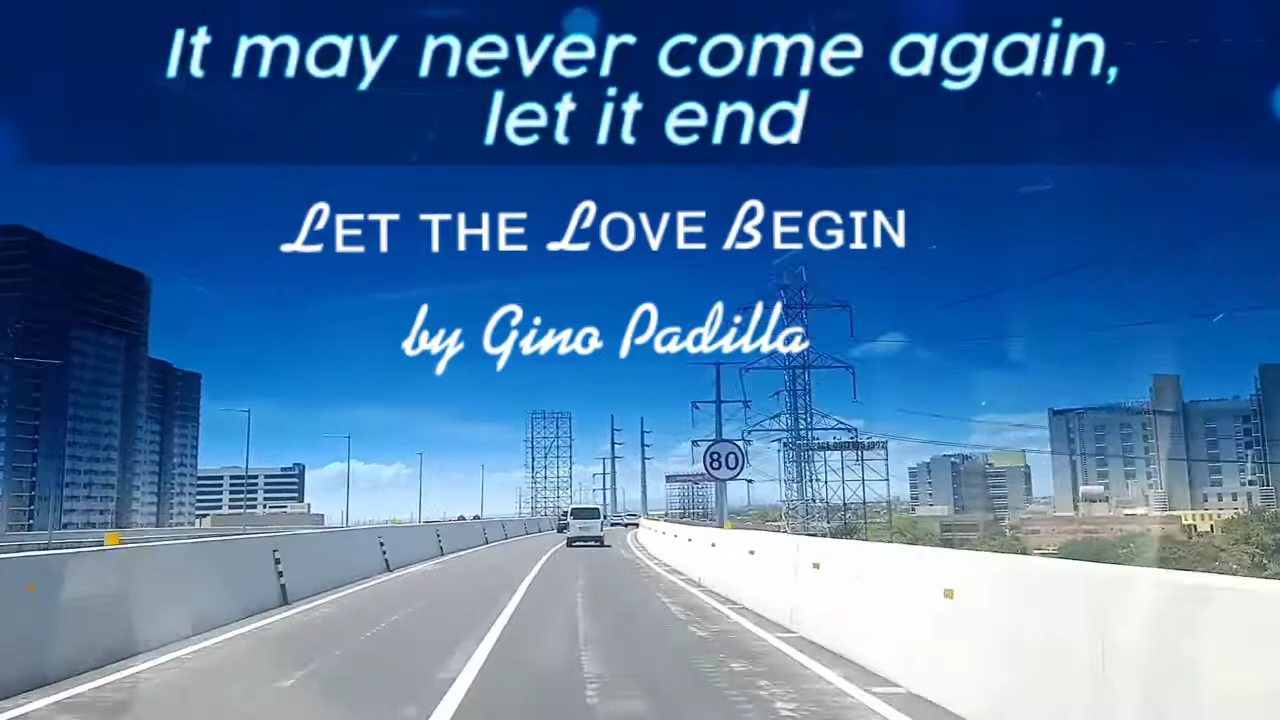 It may never come again,
let it end
LET THE LOVE BEGIN
by Gino Padilla
80